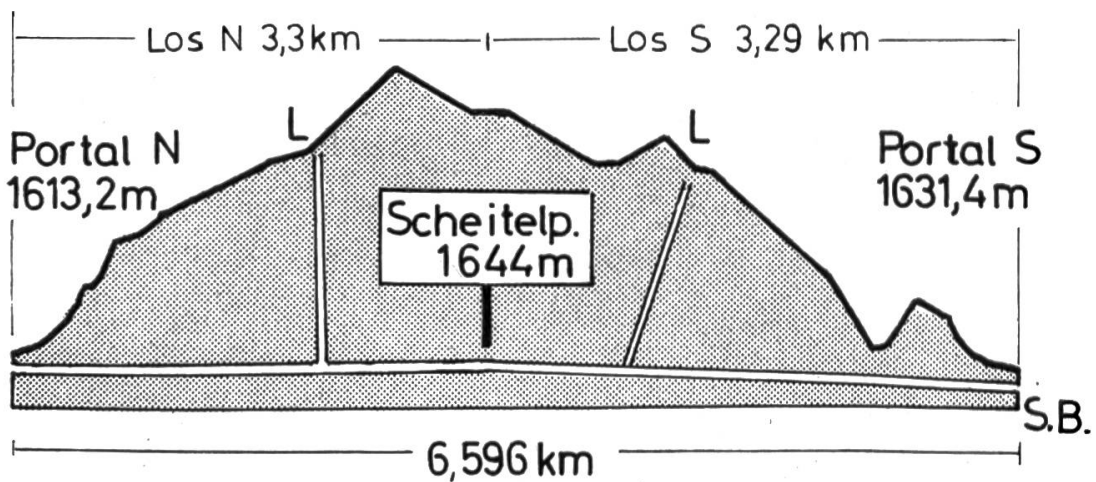 Los N 3,3km
Los S 3,29 km
L
L
Portal N
1613,2m
Portal S
1631,4m
Scheitelp.
1644m
S.B.
6,596 km